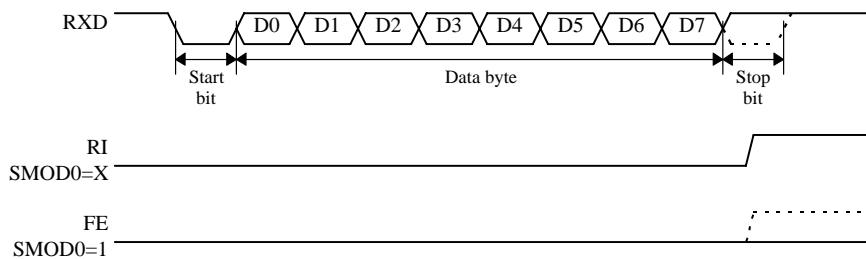 RXD D0 D1 D2 D3 D4 D5 D6 D7
Start bit Data byte Stop bit
RI
SMOD0=X
FE
SMOD0=1